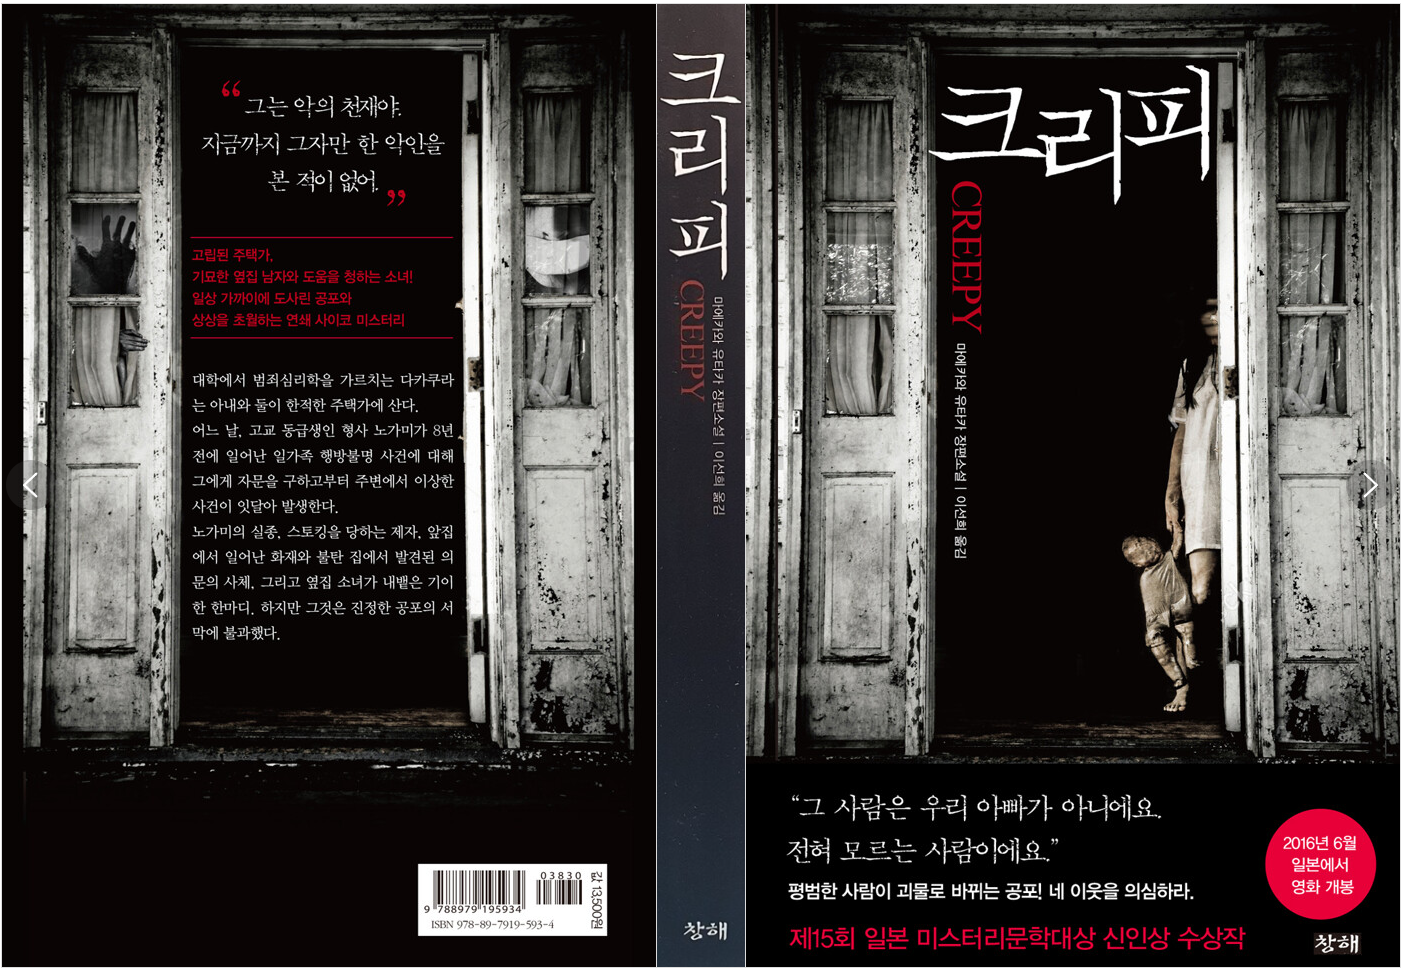 “그는 악의 천재야.
지금까지 그자만 한 악인을
본 적이 없어.”
고립된 주택가,
기묘한 옆집 남자와 도움을 청하는 소녀!
일상 가까이에 도사린 공포와
상상을 초월하는 연쇄 사이코 미스터리
대학에서 범죄심리학을 가르치는 다카쿠라
는 아내와 둘이 한적한 주택가에 산다.
어느 날, 고교 동급생인 형사 노가미가 8년
전에 일어난 일가족 행방불명 사건에 대해
그에게 자문을 구하고부터 주변에서 이상한
사건이 잇달아 발생한다.
노가미의 실종, 스토킹을 당하는 제자, 앞집
에서 일어난 화재와 불탄 집에서 발견된 의
문의 사체, 그리고 옆집 소녀가 내뱉은 기이
한 한마디. 하지만 그것은 진정한 공포의 서
막에 불과했다.
03830
9 788979 195934
ISBN 978-89-7919-593-4
값 13,500원
크리피
CREEPY
마에카와 유타카 장편소설 | 이선희 옮김
창해
크리피
CREEPY
마에카와 유타카 장편소설 | 이선희 옮김
“그 사람은 우리 아빠가 아니에요.
전혀 모르는 사람이에요.”
평범한 사람이 괴물로 바뀌는 공포! 네 이웃을 의심하라.
제15회 일본 미스터리문학대상 신인상 수상작
2016년 6월
일본에서
영화 개봉
창해